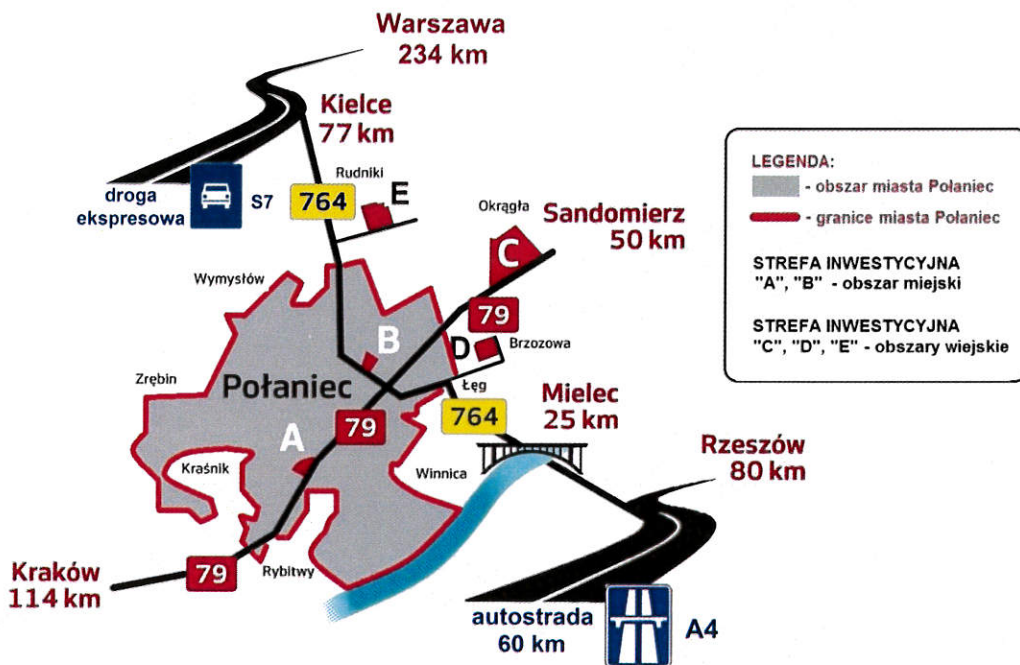 Warszawa
234 km
Kielce
77 km
droga
ekspresowa
S7
764
Rudniki
E
Okrągła
C
Sandomierz
50 km
79
Wymysłów
B
D
Brzozowa
Zrębin
Połaniec
Łęg
79
764
Mielec
25 km
A
Kraśnik
Winnica
Rzeszów
80 km
79
Rybitwy
Kraków
114 km
autostrada
60 km
A4
LEGENDA:
- obszar miasta Połaniec
- granice miasta Połaniec
STREFA INWESTYCYJNA
"A", "B" - obszar miejski
STREFA INWESTYCYJNA
"C", "D", "E" - obszary wiejskie